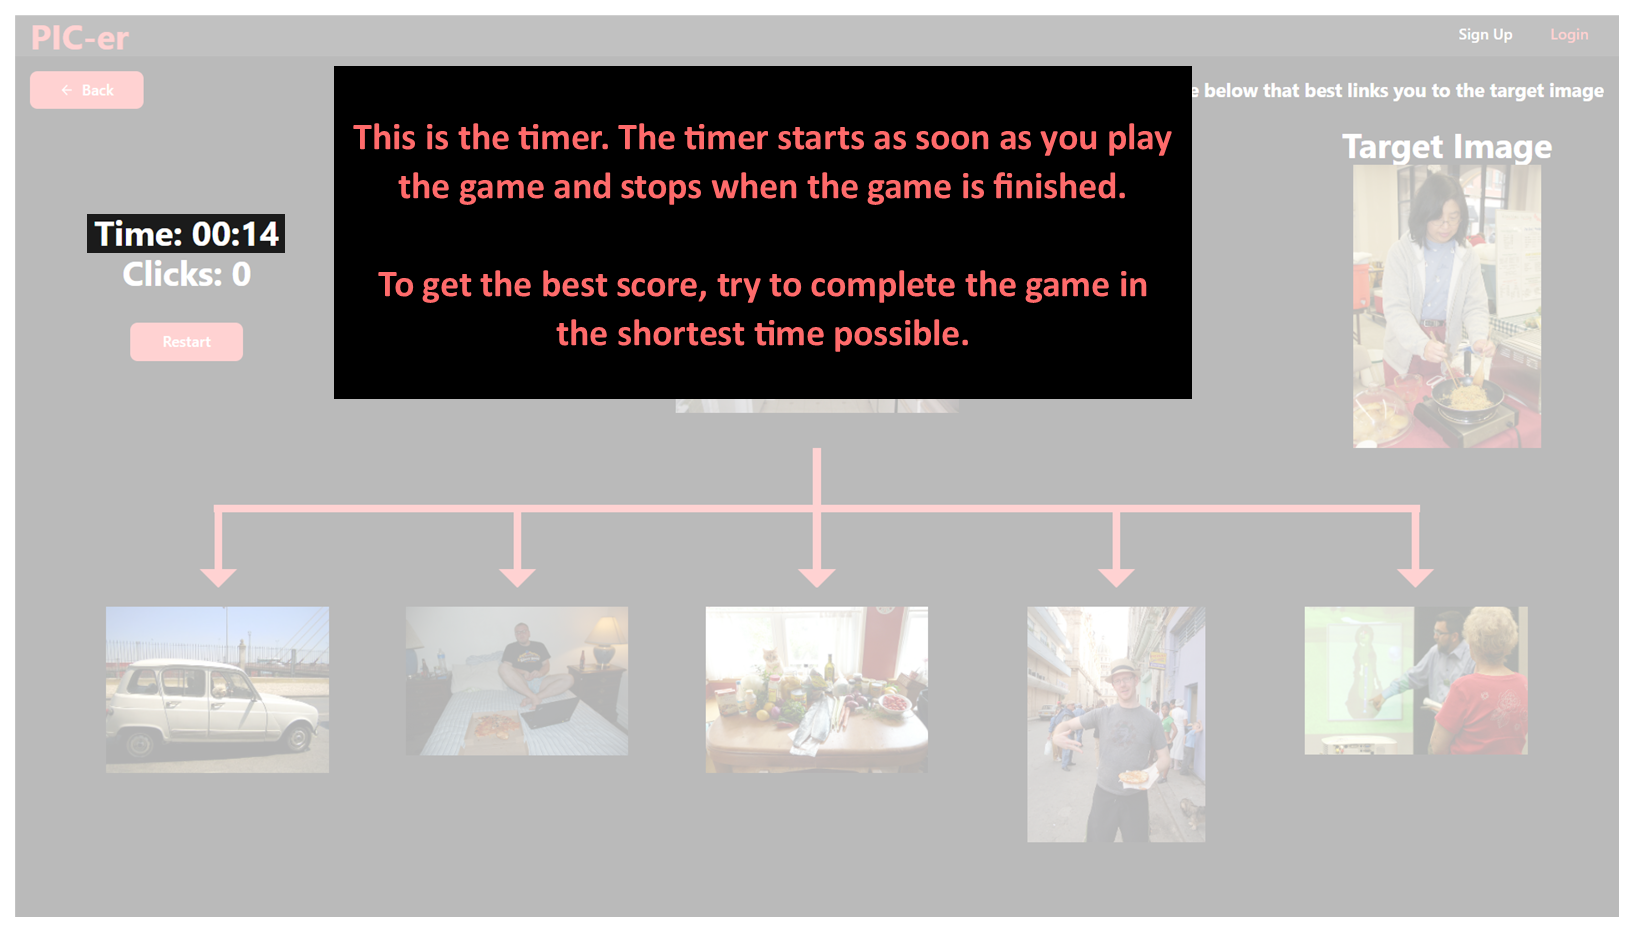 PIC-er
Sign Up
Login
Back
below that best links you to the target image
This is the timer. The timer starts as soon as you play
the game and stops when the game is finished.
To get the best score, try to complete the game in
the shortest time possible.
Target Image
Time: 00:14
Clicks: 0
Restart